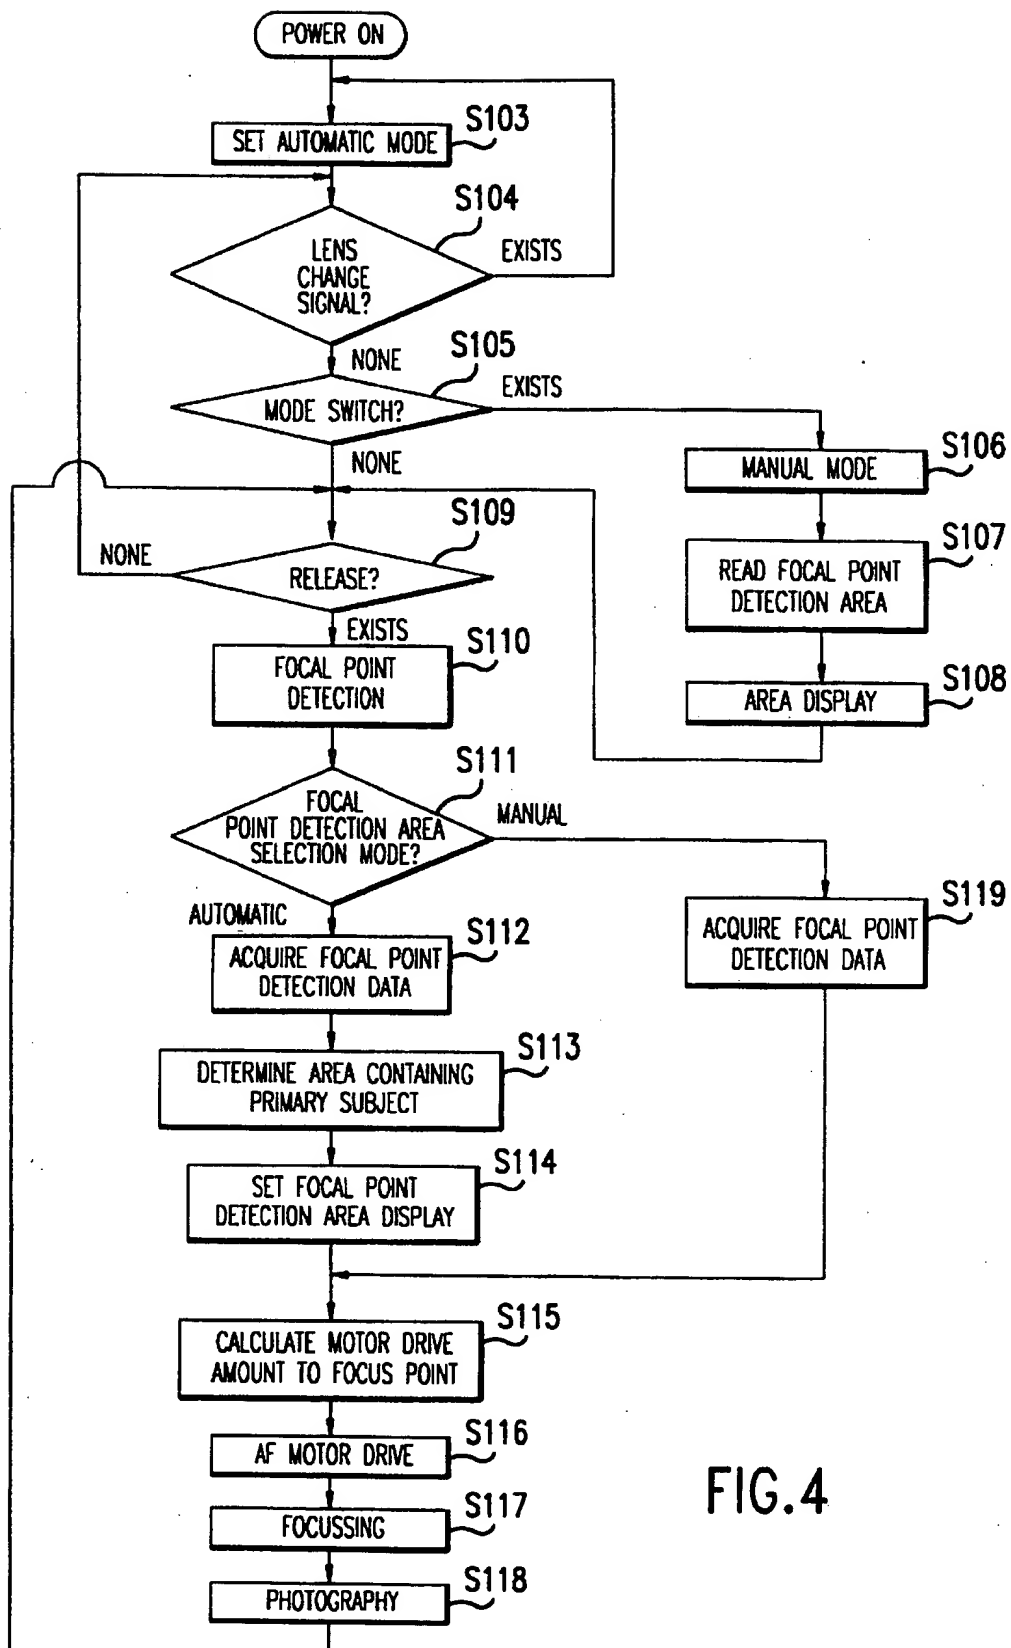 POWER ON
S103
SET AUTOMATIC MODE
S104
LENS
CHANGE
SIGNAL?
EXISTS
NONE
S105
MODE SWITCH?
EXISTS
NONE
S106
MANUAL MODE
S107
READ FOCAL POINT
DETECTION AREA
S108
AREA DISPLAY
S109
RELEASE?
NONE
EXISTS
S110
FOCAL POINT
DETECTION
S111
FOCAL
POINT DETECTION AREA
SELECTION MODE?
MANUAL
AUTOMATIC
S112
ACQUIRE FOCAL POINT
DETECTION DATA
S119
ACQUIRE FOCAL POINT
DETECTION DATA
S113
DETERMINE AREA CONTAINING
PRIMARY SUBJECT
S114
SET FOCAL POINT
DETECTION AREA DISPLAY
S115
CALCULATE MOTOR DRIVE
AMOUNT TO FOCUS POINT
S116
AF MOTOR DRIVE
S117
FOCUSSING
S118
PHOTOGRAPHY
FIG.4